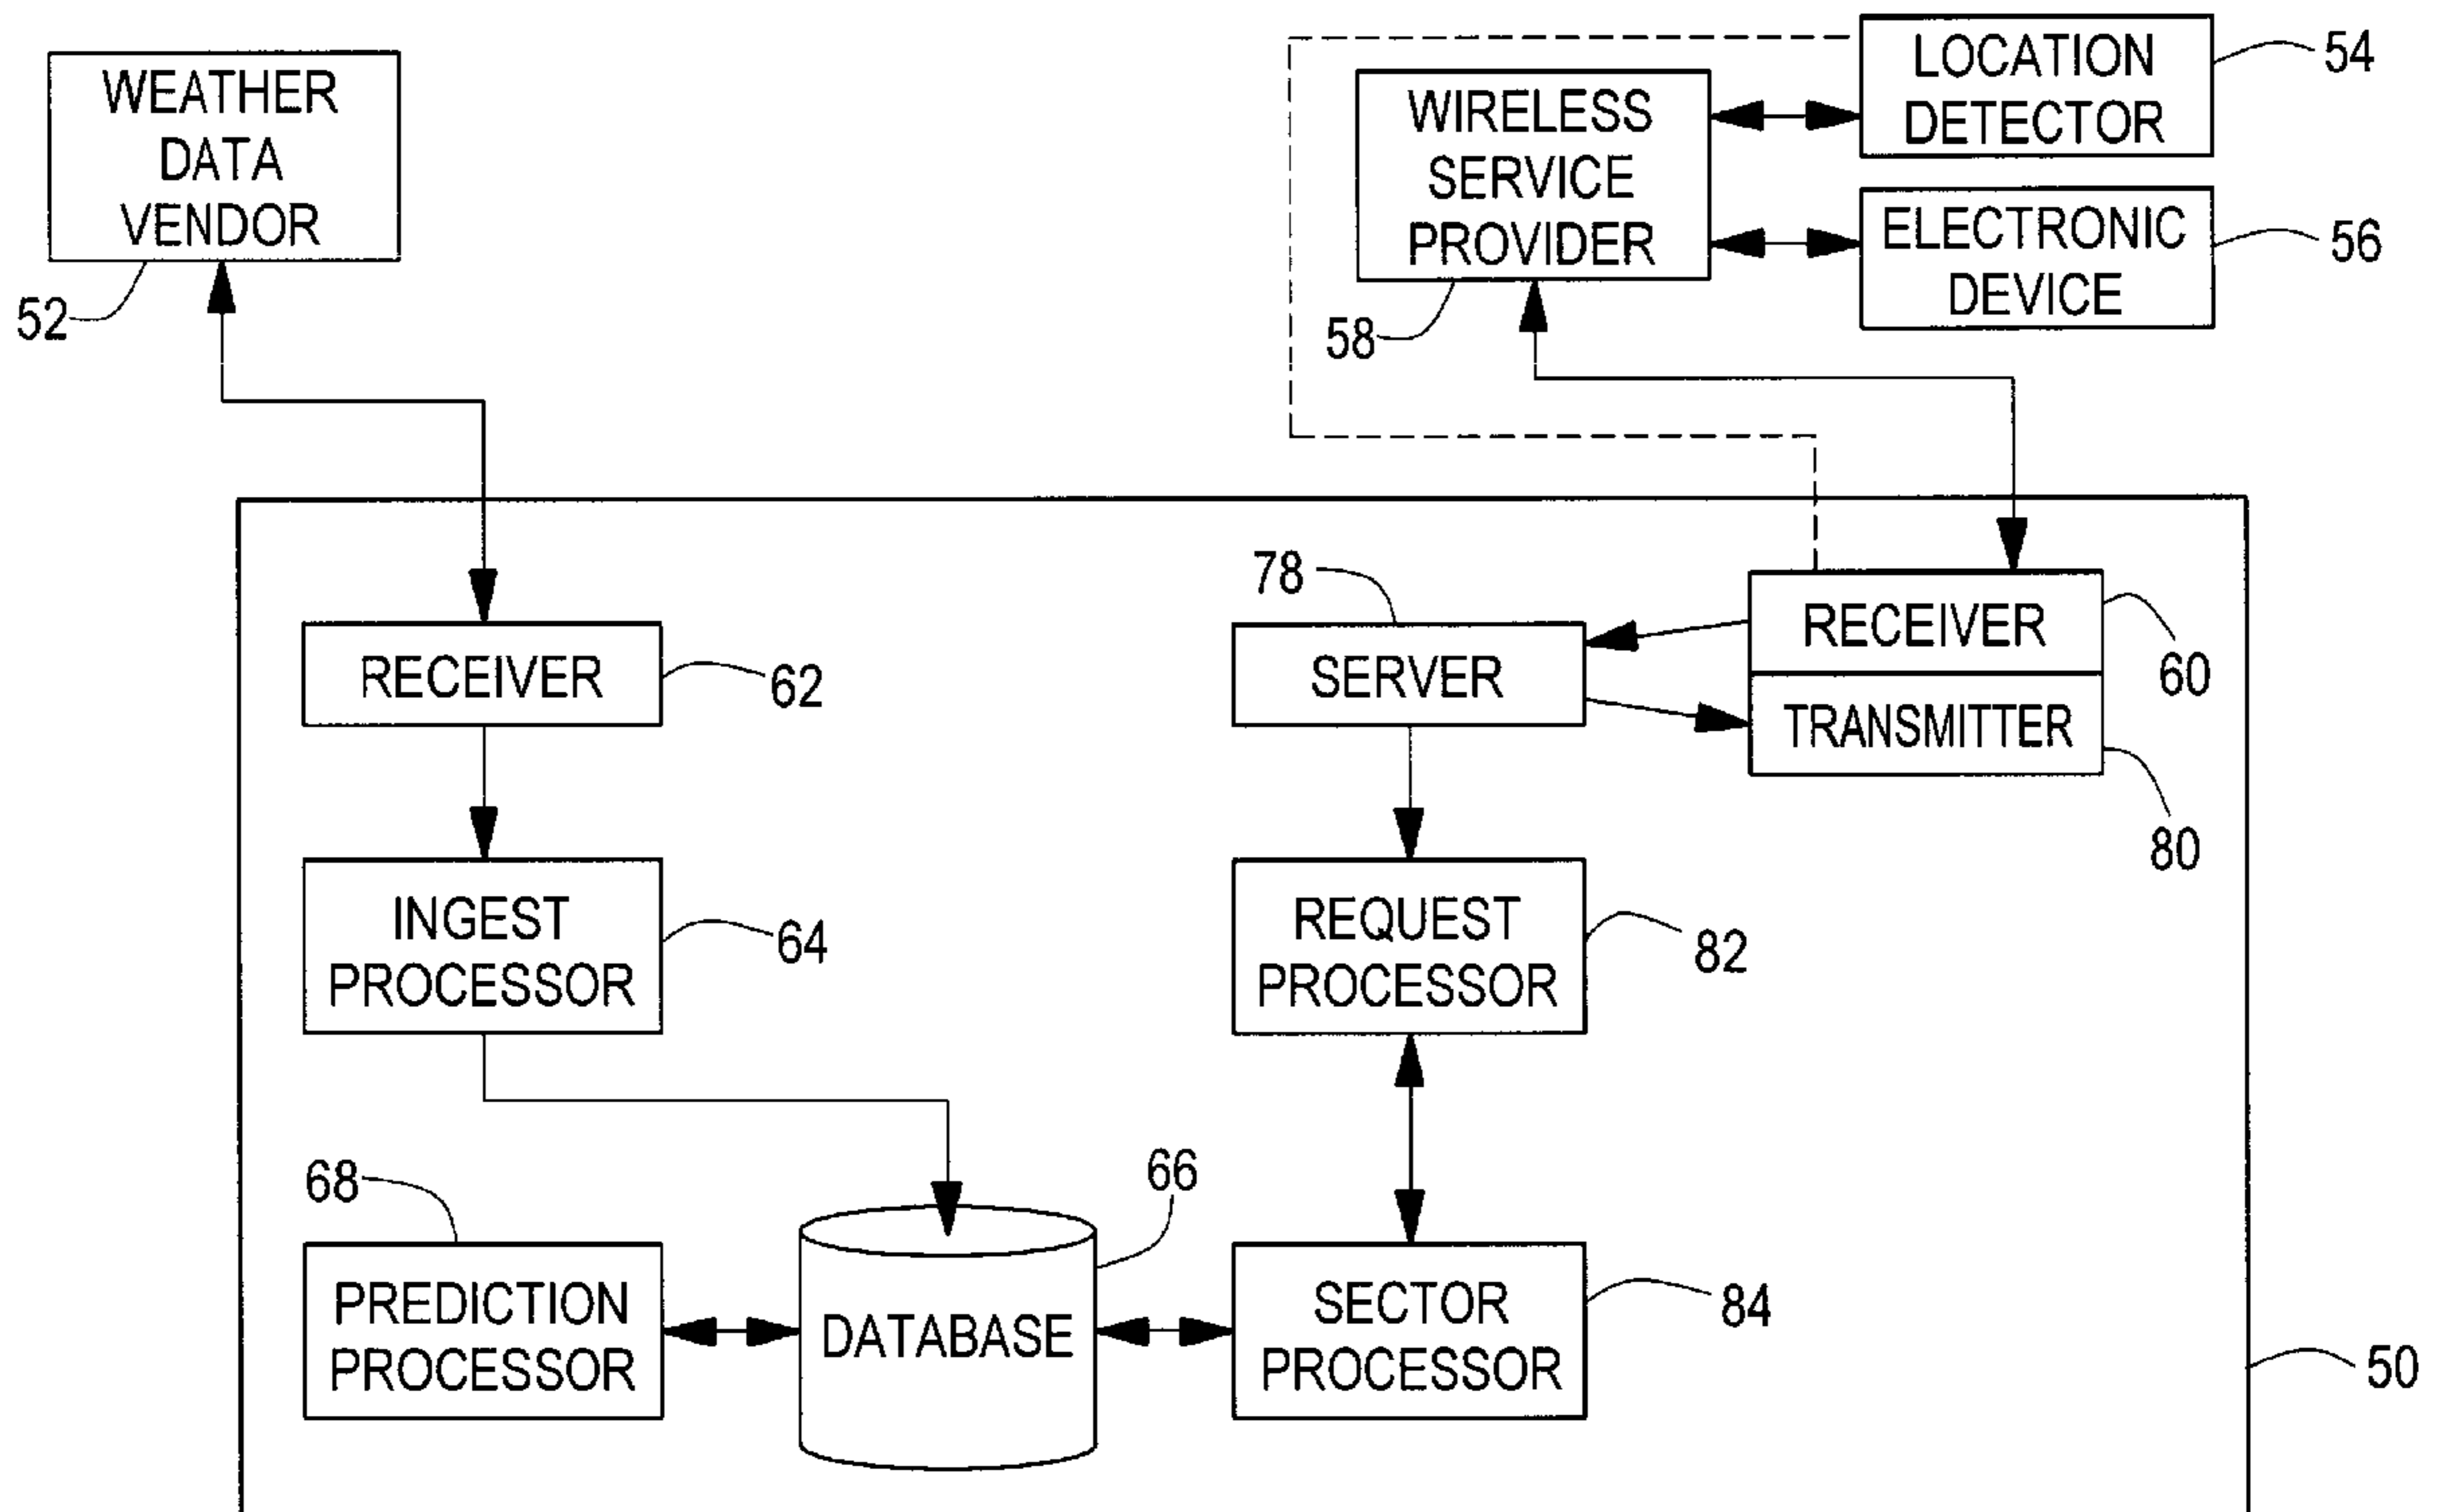 WEATHER
DATA
VENDOR
52
WIRELESS
SERVICE
PROVIDER
58
LOCATION
DETECTOR
54
ELECTRONIC
DEVICE
56
RECEIVER
62
78
SERVER
RECEIVER
60
TRANSMITTER
80
INGEST
PROCESSOR
64
REQUEST
PROCESSOR
82
68
PREDICTION
PROCESSOR
66
DATABASE
SECTOR
PROCESSOR
84
50